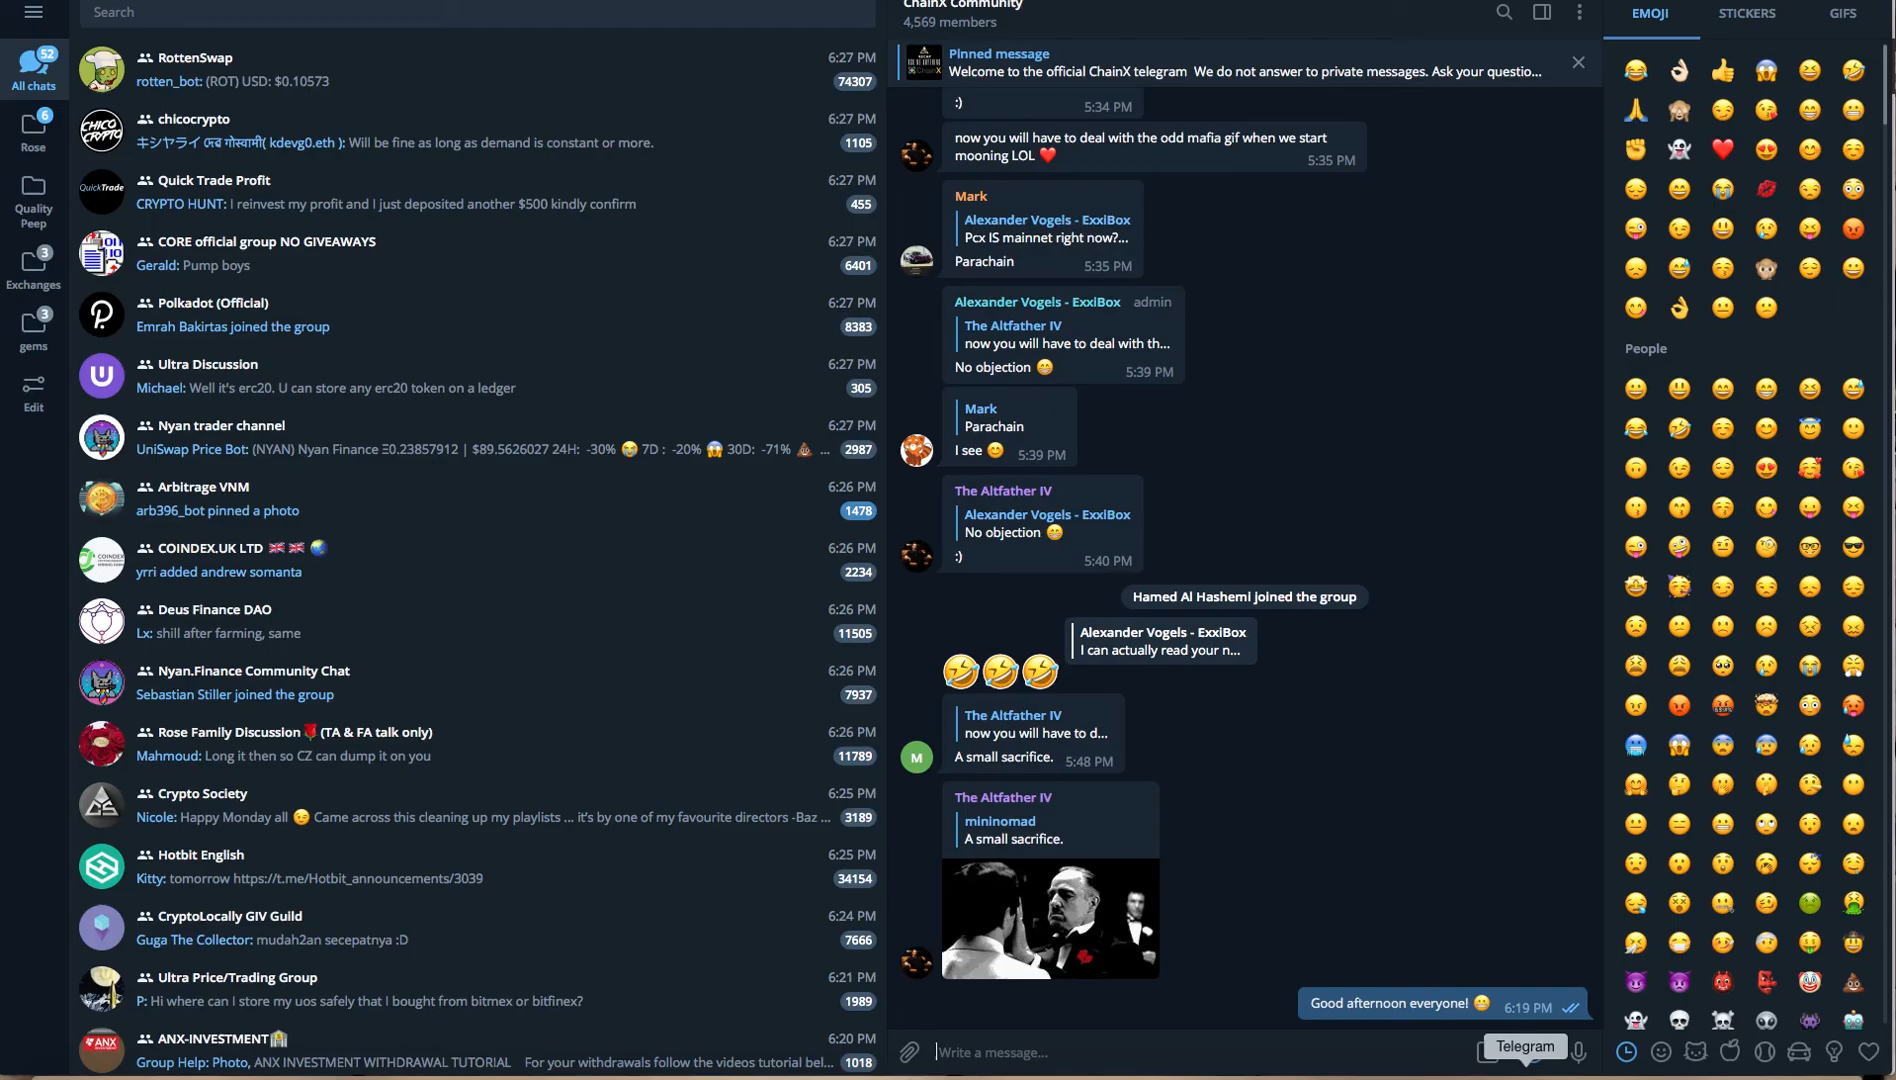 Search
52
All chats
6
Rose
Quality
Peep
3
Exchanges
3
gems
Edit
RottenSwap 6:27 PM
rotten_bot: (ROT) USD: $0.10573 74307
CHICO CRYPTO
chicocrypto 6:27 PM
キシヤライ দেব गोस्वामी( kdevg0.eth ): Will be fine as long as demand is constant or more. 1105
QuickTrade
Quick Trade Profit 6:27 PM
CRYPTO HUNT: I reinvest my profit and I just deposited another $500 kindly confirm 455
CORE official group NO GIVEAWAYS 6:27 PM
Gerald: Pump boys 6401
Polkadot (Official) 6:27 PM
Emrah Bakirtas joined the group 8383
Ultra Discussion 6:27 PM
Michael: Well it's erc20. U can store any erc20 token on a ledger 305
Nyan trader channel 6:27 PM
UniSwap Price Bot: (NYAN) Nyan Finance Ξ0.23857912 | $89.5626027 24H: -30% 😭 7D : -20% 😱 30D: -71% 💩 ... 2987
Arbitrage VNM 6:26 PM
arb396_bot pinned a photo 1478
COINDEX
COINDEX.UK LTD 🇬🇧 🇬🇧 🌏 6:26 PM
yrri added andrew somanta 2234
Deus Finance DAO 6:26 PM
Lx: shill after farming, same 11505
Nyan.Finance Community Chat 6:26 PM
Sebastian Stiller joined the group 7937
Rose Family Discussion🌹(TA & FA talk only) 6:26 PM
Mahmoud: Long it then so CZ can dump it on you 11789
Crypto Society 6:25 PM
Nicole: Happy Monday all 😉 Came across this cleaning up my playlists ... it's by one of my favourite directors -Baz ... 3189
Hotbit English 6:25 PM
Kitty: tomorrow https://t.me/Hotbit_announcements/3039 34154
CryptoLocally GIV Guild 6:24 PM
Guga The Collector: mudah2an secepatnya :D 7666
Ultra Price/Trading Group 6:21 PM
P: Hi where can I store my uos safely that I bought from bitmex or bitfinex? 1989
ANX
ANX-INVESTMENT🏦 6:20 PM
Group Help: Photo, ANX INVESTMENT WITHDRAWAL TUTORIAL For your withdrawals follow the videos tutorial bel... 1018
ChainX Community
4,569 members
Pinned message
Welcome to the official ChainX telegram We do not answer to private messages. Ask your questio...
:) 5:34 PM
now you will have to deal with the odd mafia gif when we start
mooning LOL ❤️ 5:35 PM
Mark
Alexander Vogels - ExxiBox
Pcx IS mainnet right now?...
Parachain 5:35 PM
Alexander Vogels - ExxiBox admin
The Altfather IV
now you will have to deal with th...
No objection 😁 5:39 PM
Mark
Parachain
I see 😊 5:39 PM
The Altfather IV
Alexander Vogels - ExxiBox
No objection 😁
:) 5:40 PM
Hamed Al Hashemi joined the group
Alexander Vogels - ExxiBox
I can actually read your n...
🤣🤣🤣
The Altfather IV
now you will have to d...
M
A small sacrifice. 5:48 PM
The Altfather IV
mininomad
A small sacrifice.
Good afternoon everyone! 😬 6:19 PM
Write a message...
Telegram
EMOJI STICKERS GIFS
People